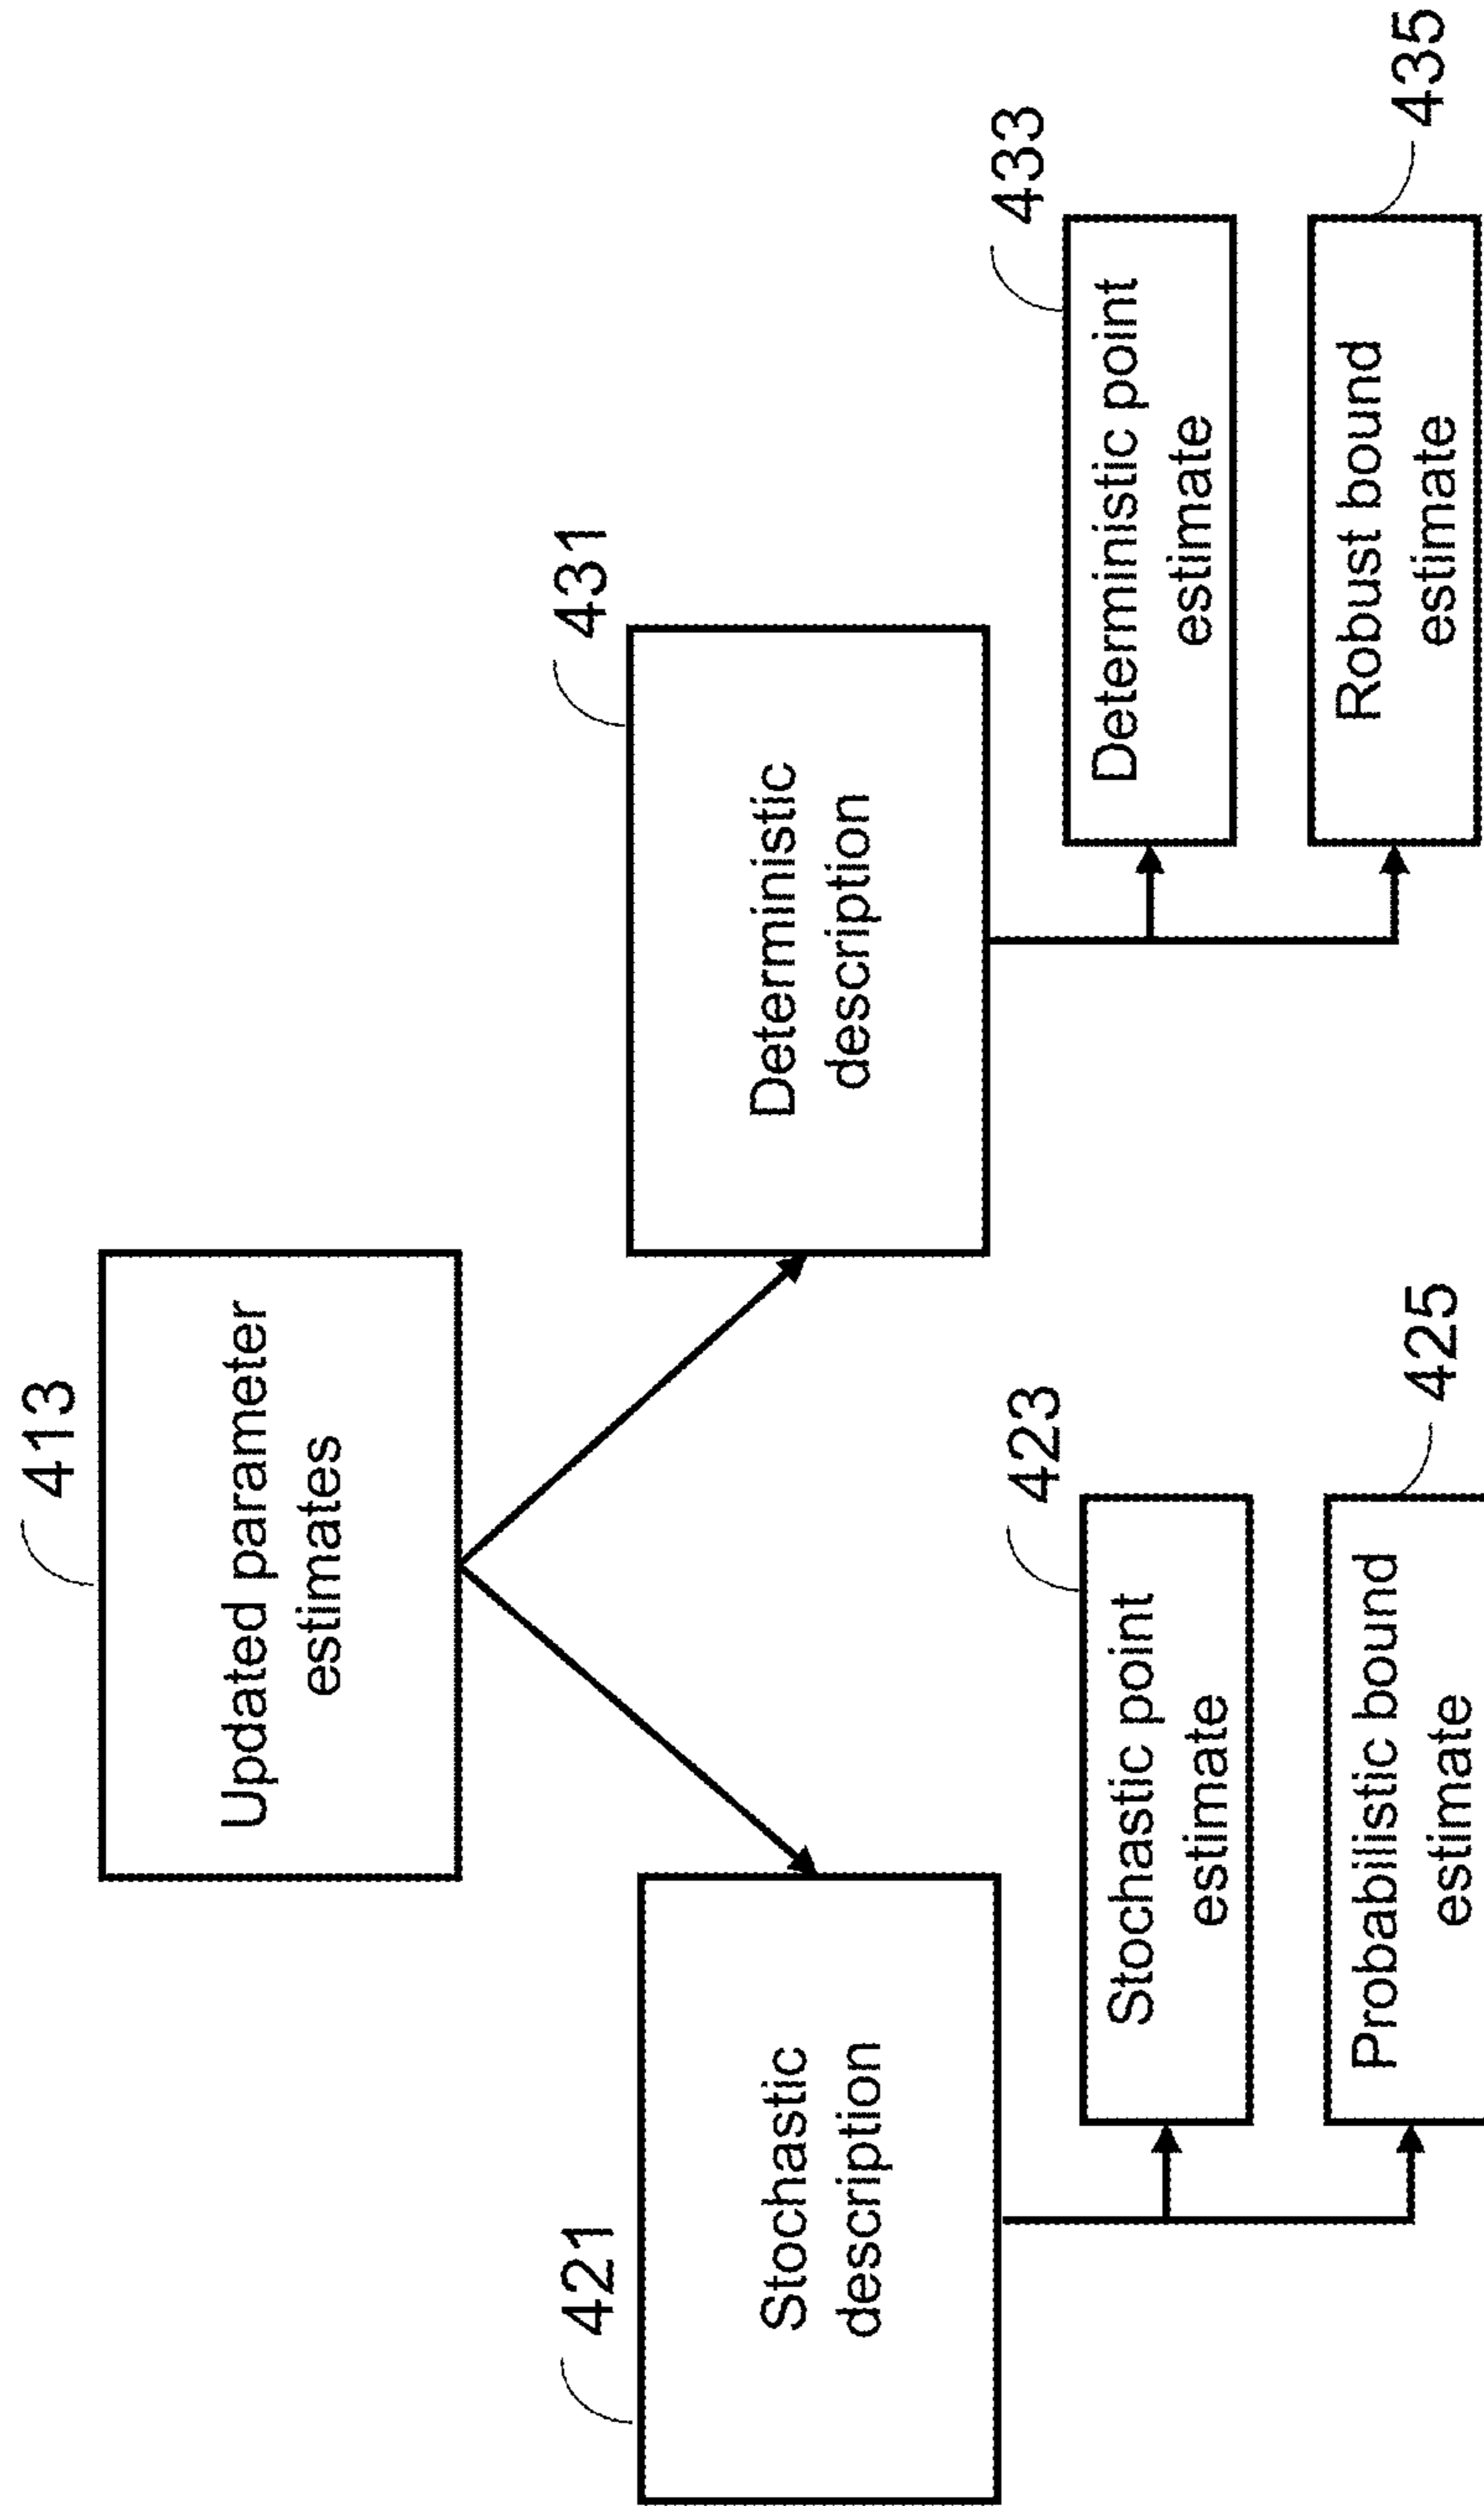 413
Updated parameter
estimates
421
Stochastic
description
431
Deterministic
description
423
Stochastic point
estimate
425
Probabilistic bound
estimate
433
Deterministic point
estimate
435
Robust bound
estimate